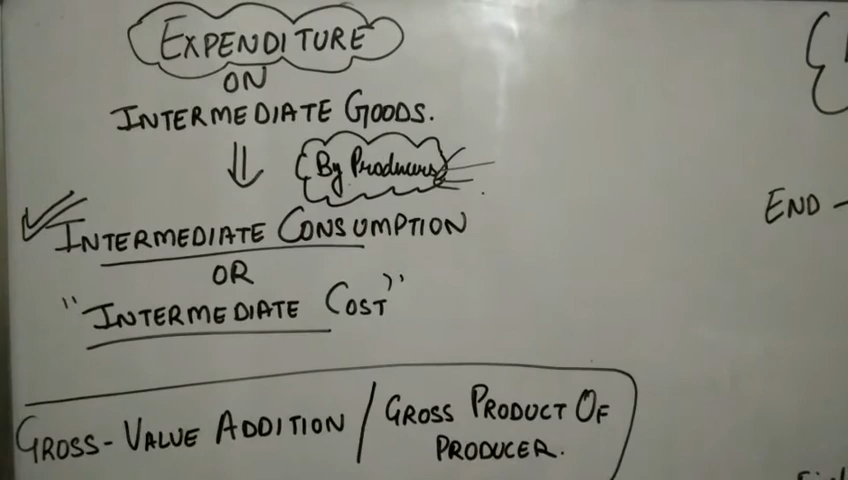 EXPENDITURE
ON
INTERMEDIATE GOODS.
By Producers
INTERMEDIATE CONSUMPTION
OR
"INTERMEDIATE COST"
GROSS-VALUE ADDITION / GROSS PRODUCT OF
PRODUCER.
END -